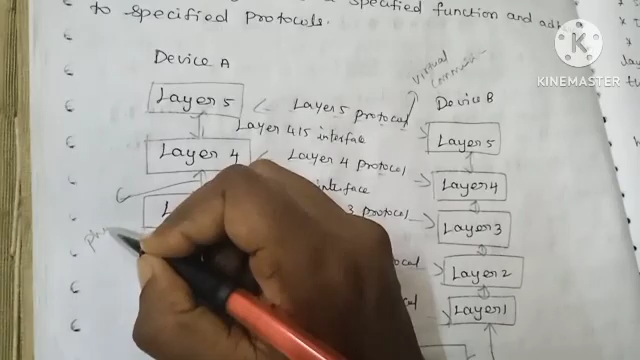 specified function and
to specified protocols.
Device A
Virtual
Device B
Layer 5
Layer 5 protocol
Layer 4/5 interface
Layer 5
Layer 4
Layer 4 protocol
Layer 4
interface
3 protocol
Layer 3
Layer 2
Layer 1
KINEMASTER